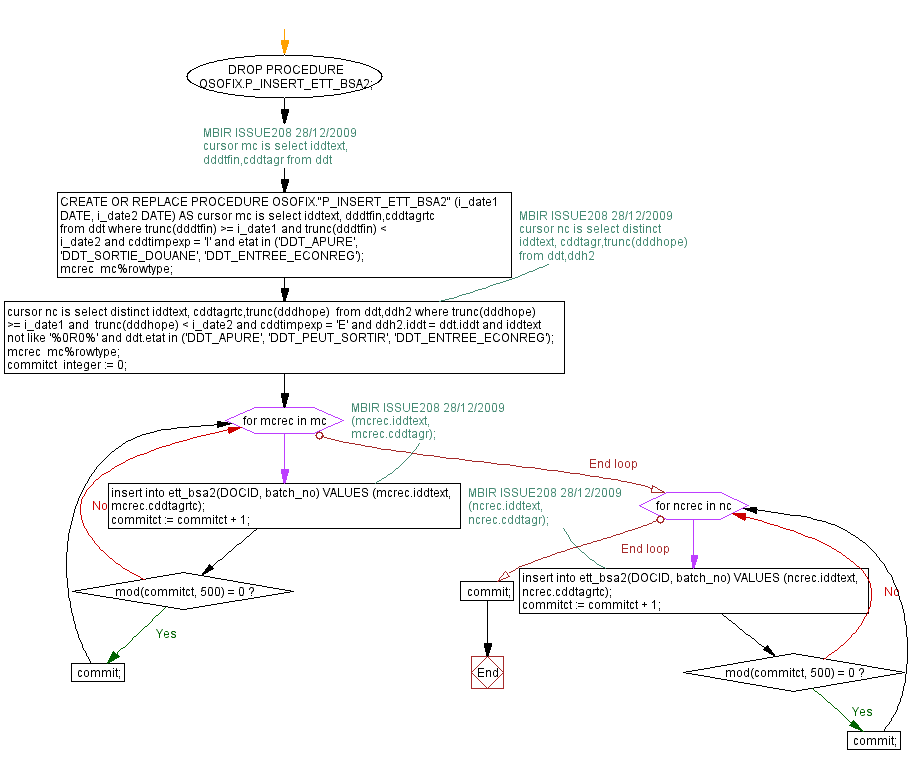 DROP PROCEDURE
OSOFIX.P_INSERT_ETT_BSA2;
MBIR ISSUE208 28/12/2009
cursor mc is select iddtext,
dddtfin,cddtagr from ddt
CREATE OR REPLACE PROCEDURE OSOFIX."P_INSERT_ETT_BSA2" (i_date1
DATE, i_date2 DATE) AS cursor mc is select iddtext, dddtfin,cddtagrtc
from ddt where trunc(dddtfin) >= i_date1 and trunc(dddtfin) <
i_date2 and cddtimpexp = 'I' and etat in ('DDT_APURE',
'DDT_SORTIE_DOUANE', 'DDT_ENTREE_ECONREG');
mcrec  mc%rowtype;
MBIR ISSUE208 28/12/2009
cursor nc is select distinct
iddtext, cddtagr,trunc(dddhope)
from ddt,ddh2
cursor nc is select distinct iddtext, cddtagrtc,trunc(dddhope)  from ddt,ddh2 where trunc(dddhope)
>= i_date1 and  trunc(dddhope) < i_date2 and cddtimpexp = 'E' and ddh2.iddt = ddt.iddt and iddtext
not like '%0R0%' and ddt.etat in ('DDT_APURE', 'DDT_PEUT_SORTIR', 'DDT_ENTREE_ECONREG');
mcrec  mc%rowtype;
commitct  integer := 0;
for mcrec in mc
MBIR ISSUE208 28/12/2009
(mcrec.iddtext,
mcrec.cddtagr);
End loop
insert into ett_bsa2(DOCID, batch_no) VALUES (mcrec.iddtext,
mcrec.cddtagrtc);
commitct := commitct + 1;
No
mod(commitct, 500) = 0 ?
Yes
commit;
MBIR ISSUE208 28/12/2009
(ncrec.iddtext,
ncrec.cddtagr);
for ncrec in nc
End loop
insert into ett_bsa2(DOCID, batch_no) VALUES (ncrec.iddtext,
ncrec.cddtagrtc);
commitct := commitct + 1;
No
commit;
End
mod(commitct, 500) = 0 ?
Yes
commit;